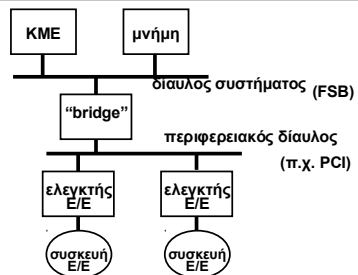 ΚΜΕ
μνήμη
δίαυλος συστήματος (FSB)
“bridge”
περιφερειακός δίαυλος
(π.χ. PCI)
ελεγκτής
Ε/Ε
ελεγκτής
Ε/Ε
συσκευή
Ε/Ε
συσκευή
Ε/Ε